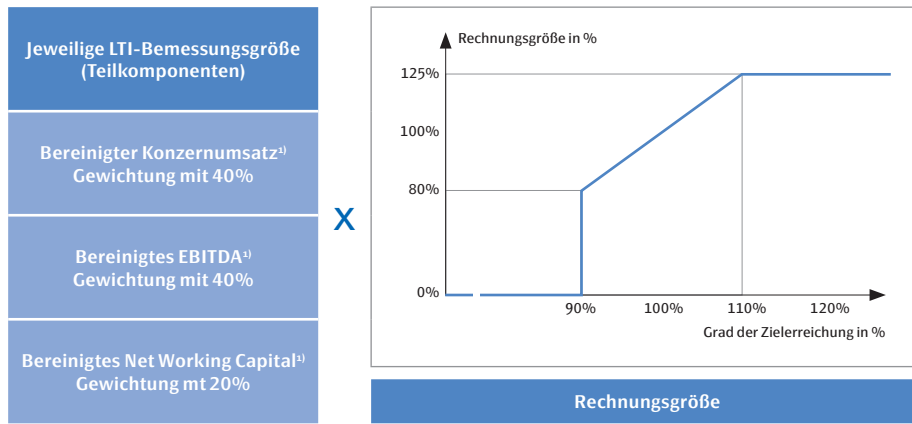 Jeweilige LTI-Bemessungsgröße
(Teilkomponenten)
Bereinigter Konzernumsatz¹⁾
Gewichtung mit 40%
Bereinigtes EBITDA¹⁾
Gewichtung mit 40%
Bereinigtes Net Working Capital¹⁾
Gewichtung mt 20%
X
Rechnungsgröße in %
125%
100%
80%
0%
90% 100% 110% 120%
Grad der Zielerreichung in %
Rechnungsgröße